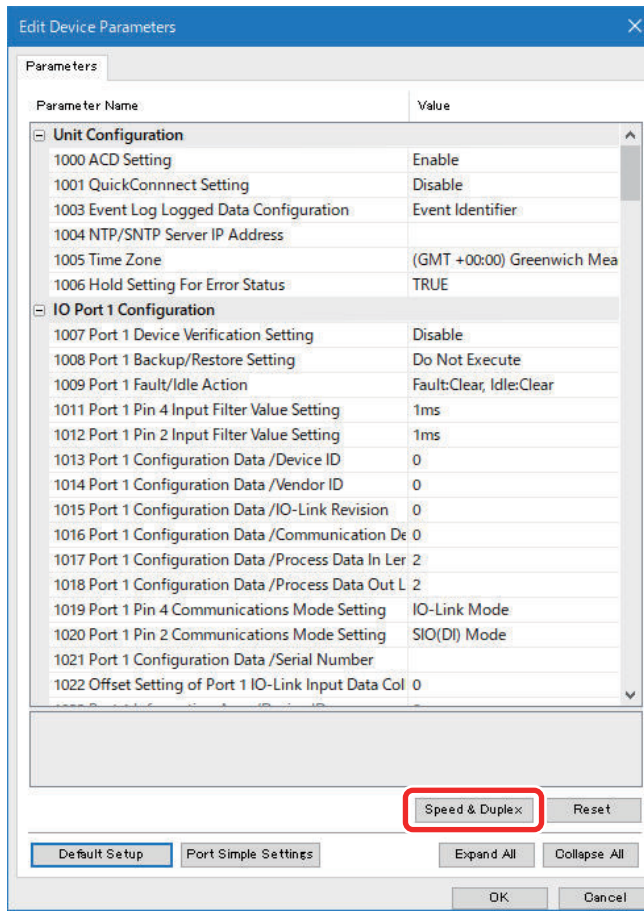 Edit Device Parameters
Parameters
Parameter Name Value
Unit Configuration
1000 ACD Setting Enable
1001 QuickConnnect Setting Disable
1003 Event Log Logged Data Configuration Event Identifier
1004 NTP/SNTP Server IP Address
1005 Time Zone (GMT +00:00) Greenwich Mea
1006 Hold Setting For Error Status TRUE
IO Port 1 Configuration
1007 Port 1 Device Verification Setting Disable
1008 Port 1 Backup/Restore Setting Do Not Execute
1009 Port 1 Fault/Idle Action Fault:Clear, Idle:Clear
1011 Port 1 Pin 4 Input Filter Value Setting 1ms
1012 Port 1 Pin 2 Input Filter Value Setting 1ms
1013 Port 1 Configuration Data /Device ID 0
1014 Port 1 Configuration Data /Vendor ID 0
1015 Port 1 Configuration Data /IO-Link Revision 0
1016 Port 1 Configuration Data /Communication De 0
1017 Port 1 Configuration Data /Process Data In Ler 2
1018 Port 1 Configuration Data /Process Data Out L 2
1019 Port 1 Pin 4 Communications Mode Setting IO-Link Mode
1020 Port 1 Pin 2 Communications Mode Setting SIO(DI) Mode
1021 Port 1 Configuration Data /Serial Number
1022 Offset Setting of Port 1 IO-Link Input Data Col 0
Speed & Duplex Reset
Default Setup Port Simple Settings Expand All Collapse All
OK Cancel